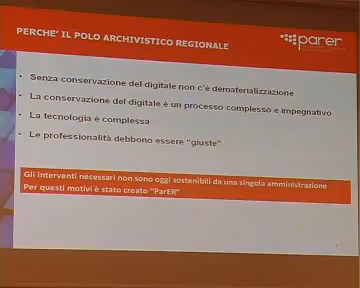 PERCHE' IL POLO ARCHIVISTICO REGIONALE
parer
Senza conservazione del digitale non c'è dematerializzazione
La conservazione del digitale è un processo complesso e impegnativo
La tecnologia è complessa
Le professionalità debbono essere "giuste"
Gli interventi necessari non sono oggi sostenibili da una singola amministrazione
Per questi motivi è stato creato "ParER"